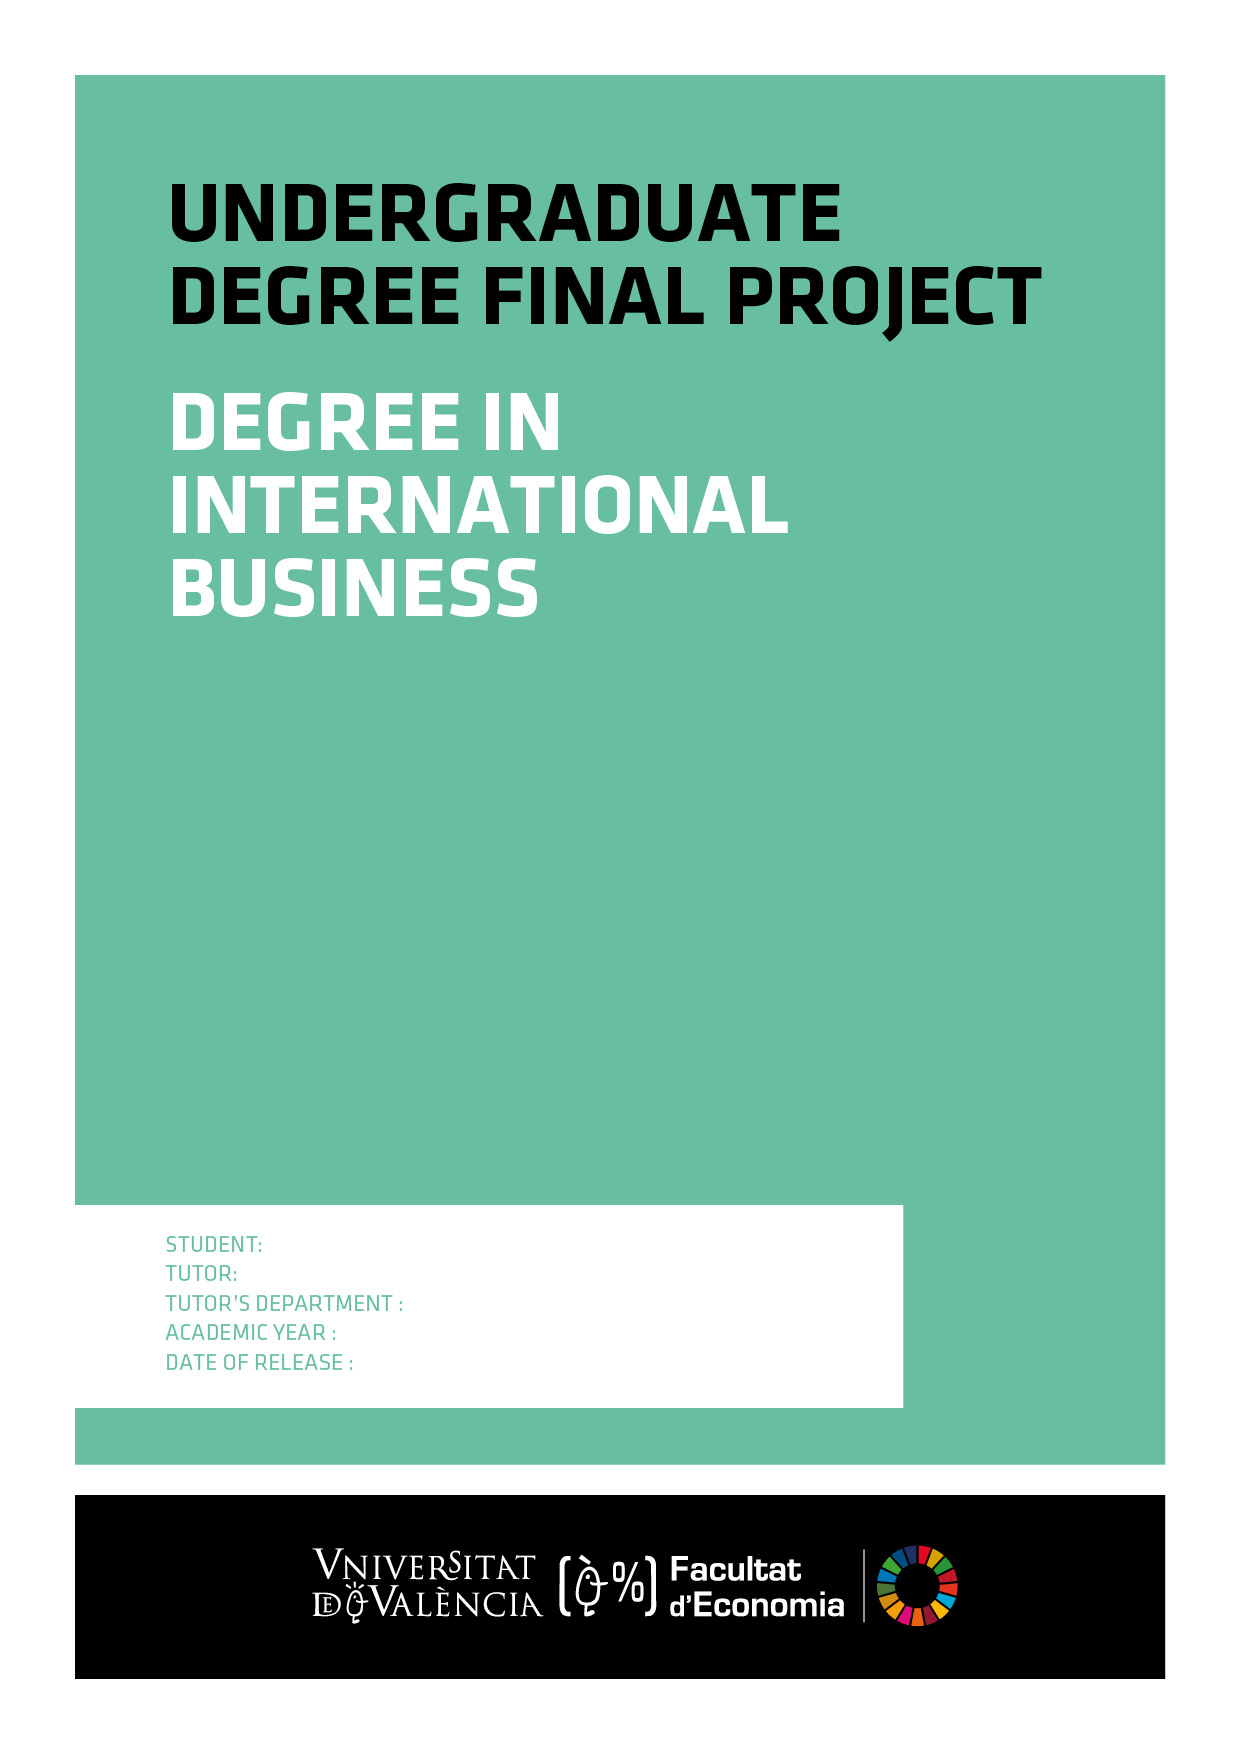 UNDERGRADUATE
DEGREE FINAL PROJECT
DEGREE IN
INTERNATIONAL
BUSINESS
STUDENT:
TUTOR:
TUTOR'S DEPARTMENT :
ACADEMIC YEAR :
DATE OF RELEASE :
VNIVERSITAT
DE VALÈNCIA
[%]
Facultat
d'Economia